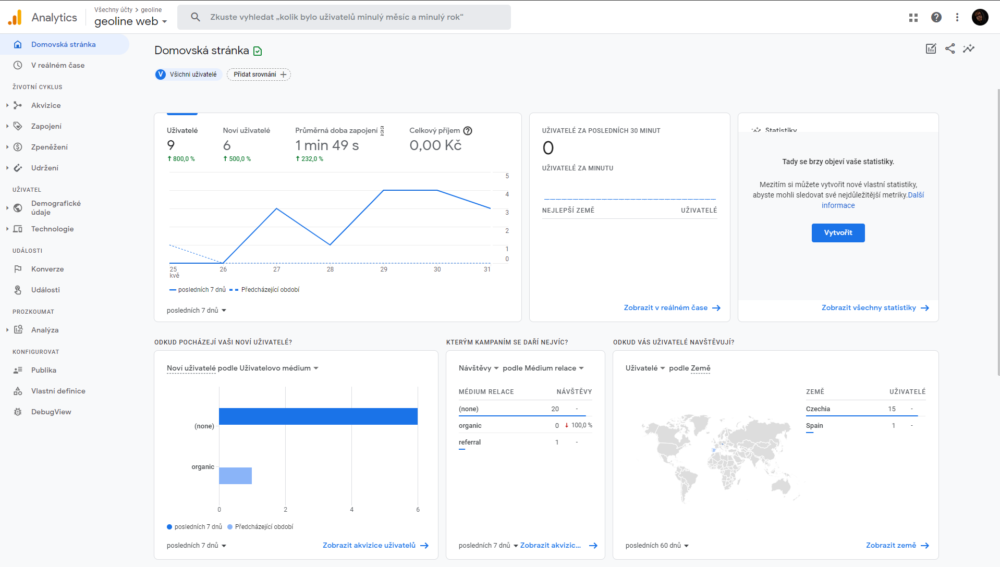 Analytics
Všechny účty > geoline
geoline web
Zkuste vyhledat „kolik bylo uživatelů minulý měsíc a minulý rok“
Domovská stránka
V reálném čase
ŽIVOTNÍ CYKLUS
Akvizice
Zapojení
Zpeněžení
Udržení
UŽIVATEL
Demografické
údaje
Technologie
UDÁLOSTI
Konverze
Události
PROZKOUMAT
Analýza
KONFIGUROVAT
Publika
Vlastní definice
DebugView
Domovská stránka
V Všichni uživatelé
Přidat srovnání
Uživatelé
9
800,0 %
Noví uživatelé
6
500,0 %
Průměrná doba zapojení
1 min 49 s
232,0 %
Celkový příjem
0,00 Kč
5
4
3
2
1
0
25 26 27 28 29 30 31
kvě
posledních 7 dnů Předcházející období
posledních 7 dnů
UŽIVATELÉ ZA POSLEDNÍCH 30 MINUT
0
UŽIVATELÉ ZA MINUTU
NEJLEPŠÍ ZEMĚ UŽIVATELÉ
Zobrazit v reálném čase
Statistiky
Tady se brzy objeví vaše statistiky.
Mezitím si můžete vytvořit nové vlastní statistiky,
abyste mohli sledovat své nejdůležitější metriky.Další
informace
Vytvořit
Zobrazit všechny statistiky
ODKUD POCHÁZEJÍ VAŠI NOVÍ UŽIVATELÉ?
Noví uživatelé podle Uživatelovo médium
(none)
organic
0 2 4 6
posledních 7 dnů Předcházející období
posledních 7 dnů
Zobrazit akvizice uživatelů
KTERÝM KAMPANÍM SE DAŘÍ NEJVÍC?
Návštěvy podle Médium relace
MÉDIUM RELACE NÁVŠTĚVY
(none) 20 -
organic 0 100,0 %
referral 1 -
posledních 7 dnů
Zobrazit akvizic...
ODKUD VÁS UŽIVATELÉ NAVŠTĚVUJÍ?
Uživatelé podle Země
ZEMĚ UŽIVATELÉ
Czechia 15 -
Spain 1 -
posledních 60 dnů
Zobrazit země